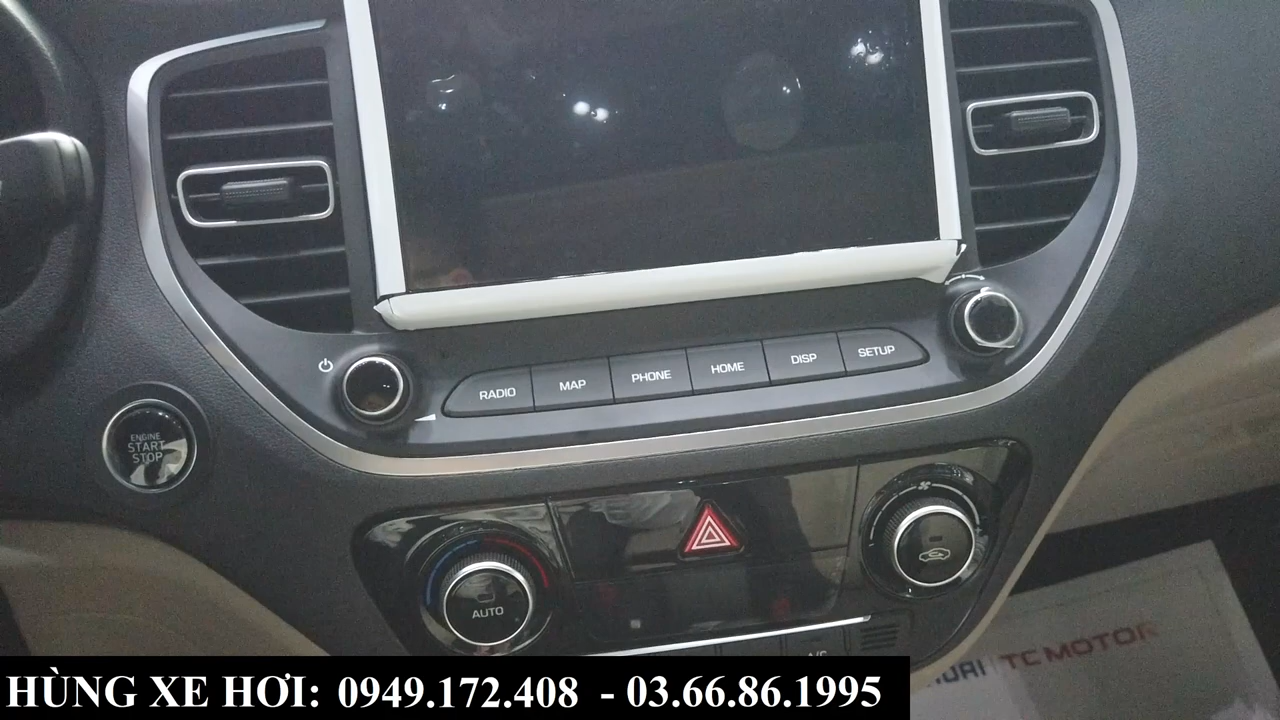 RADIO MAP PHONE HOME DISP SETUP
ENGINE
START
STOP
AUTO
A/C
TC MOTOR
HÙNG XE HƠI: 0949.172.408 - 03.66.86.1995